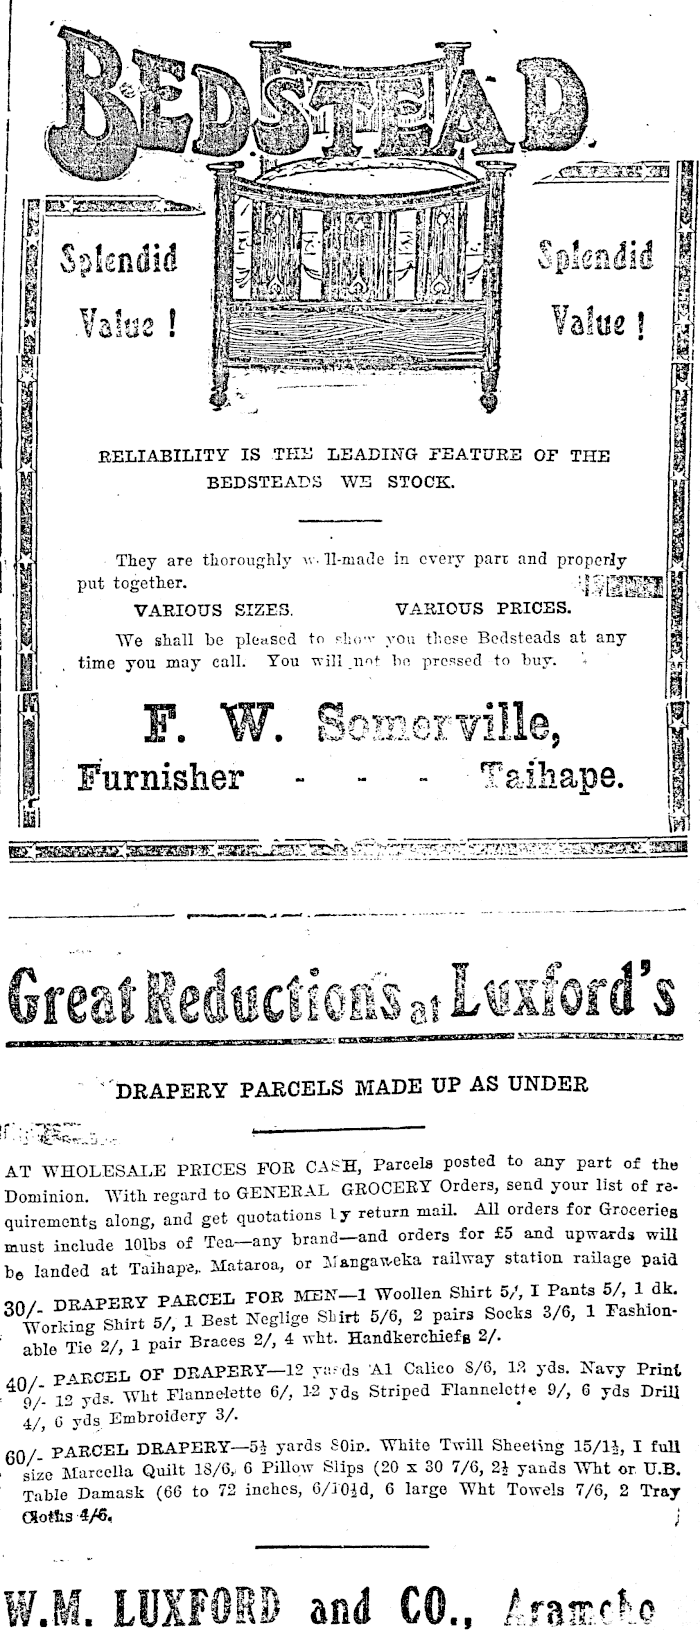 BEDSTEAD
Splendid
Value !
Splendid
Value !
RELIABILITY IS THE LEADING FEATURE OF THE
BEDSTEADS WE STOCK.
They are thoroughly well-made in every part and properly
put together.
VARIOUS SIZES. VARIOUS PRICES.
We shall be pleased to show you these Bedsteads at any
time you may call. You will not be pressed to buy.
F. W. Somerville,
Furnisher - - - Taihape.
Great Reductions at Luxford's
DRAPERY PARCELS MADE UP AS UNDER
AT WHOLESALE PRICES FOR CASH, Parcels posted to any part of the
Dominion. With regard to GENERAL GROCERY Orders, send your list of re-
quirements along, and get quotations by return mail. All orders for Groceries
must include 10lbs of Tea—any brand—and orders for £5 and upwards will
be landed at Taihape, Mataroa, or Mangaweka railway station railage paid
30/- DRAPERY PARCEL FOR MEN—1 Woollen Shirt 5/, I Pants 5/, 1 dk.
Working Shirt 5/, 1 Best Neglige Shirt 5/6, 2 pairs Socks 3/6, 1 Fashion-
able Tie 2/, 1 pair Braces 2/, 4 wht. Handkerchiefs 2/.
40/- PARCEL OF DRAPERY—12 yards A1 Calico 8/6, 12 yds. Navy Print
9/- 12 yds. Wht Flannelette 6/, 12 yds Striped Flannelette 9/, 6 yds Drill
4/, 6 yds Embroidery 3/.
60/- PARCEL DRAPERY—5½ yards 80in. White Twill Sheeting 15/1½, I full
size Marcella Quilt 18/6, 6 Pillow Slips (20 x 30 7/6, 2½ yands Wht or U.B.
Table Damask (66 to 72 inches, 6/10½d, 6 large Wht Towels 7/6, 2 Tray
Cloths 4/6.
W.M. LUXFORD and CO., Aramoho